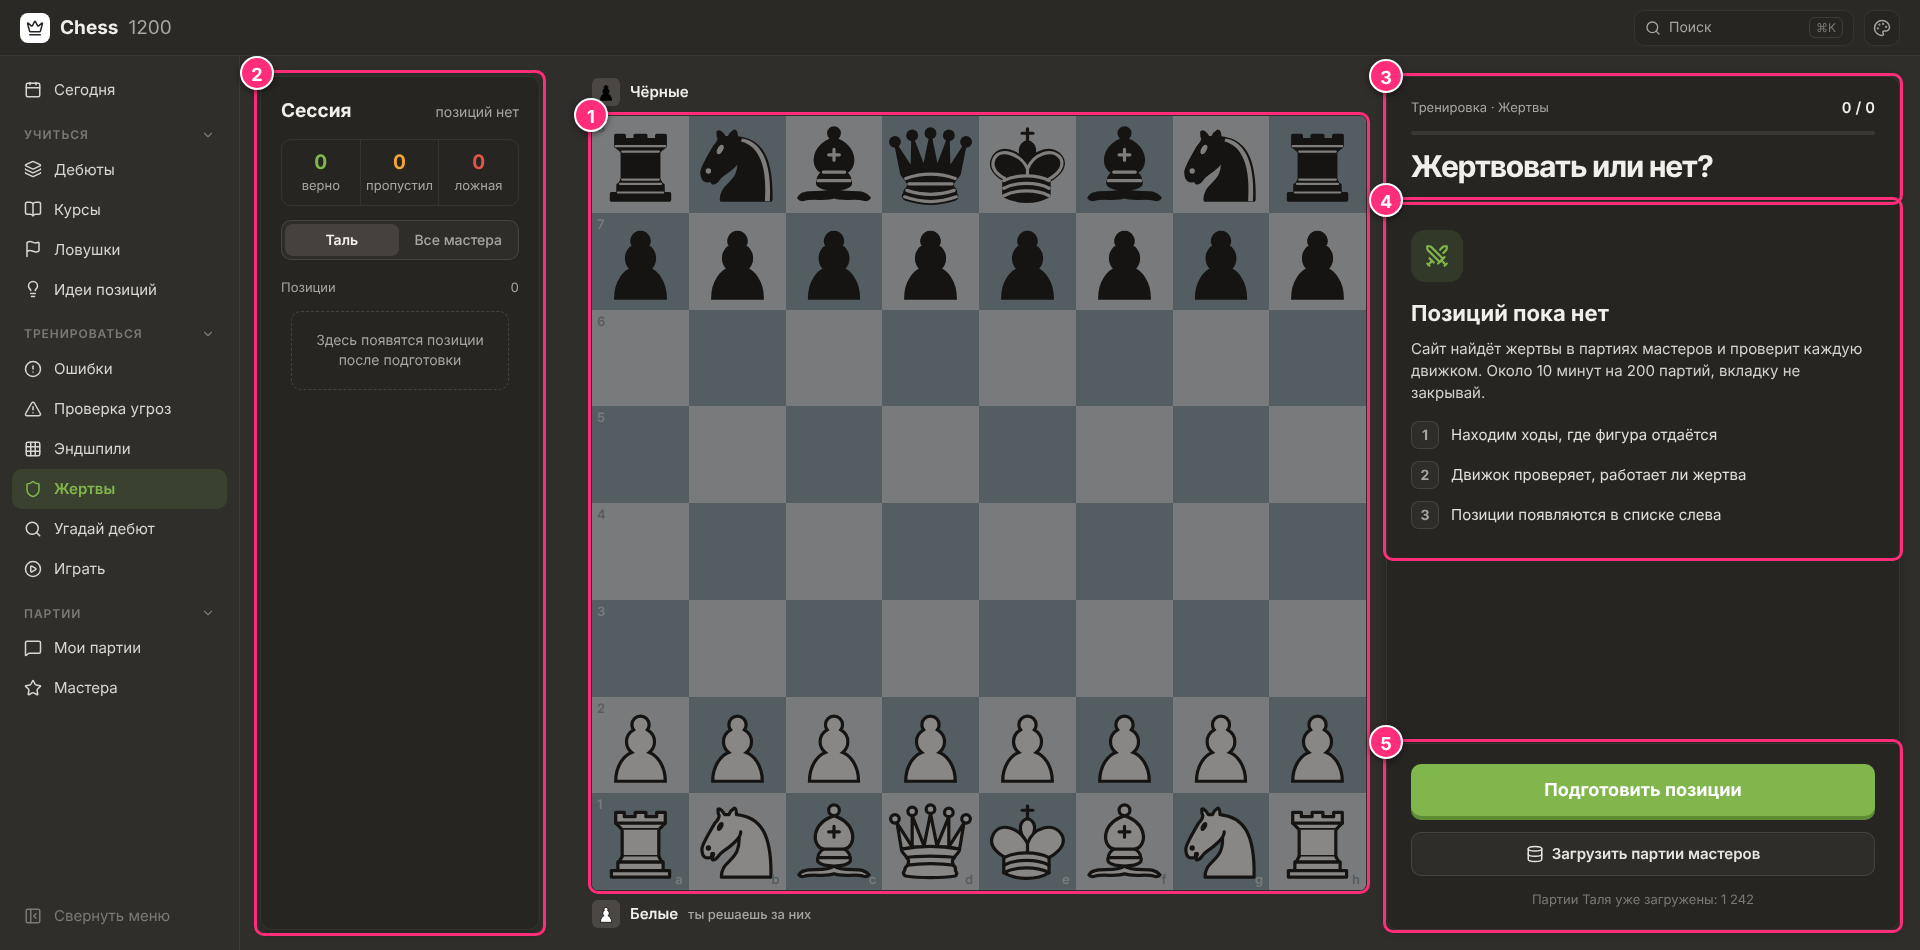 Chess 1200
Поиск ⌘K
Сегодня
УЧИТЬСЯ
Дебюты
Курсы
Ловушки
Идеи позиций
ТРЕНИРОВАТЬСЯ
Ошибки
Проверка угроз
Эндшпили
Жертвы
Угадай дебют
Играть
ПАРТИИ
Мои партии
Мастера
Свернуть меню
2
Сессия позиций нет
0 0 0
верно пропустил ложная
Таль Все мастера
Позиции 0
Здесь появятся позиции
после подготовки
Чёрные
1
7
6
5
4
3
2
1
a b c d e f g h
Белые ты решаешь за них
3
Тренировка · Жертвы 0 / 0
Жертвовать или нет?
4
Позиций пока нет
Сайт найдёт жертвы в партиях мастеров и проверит каждую
движком. Около 10 минут на 200 партий, вкладку не
закрывай.
1 Находим ходы, где фигура отдаётся
2 Движок проверяет, работает ли жертва
3 Позиции появляются в списке слева
5
Подготовить позиции
Загрузить партии мастеров
Партии Таля уже загружены: 1 242